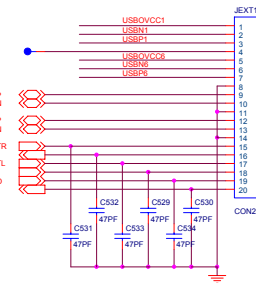 JEXT1
USBOVCC1
USBN1
USBP1
USBOVCC6
USBN6
USBP6
1
2
3
4
5
6
7
8
9
10
11
12
13
14
15
16
17
18
19
20
CON2
C532
47PF
C529
47PF
C530
47PF
C531
47PF
C533
47PF
C534
47PF